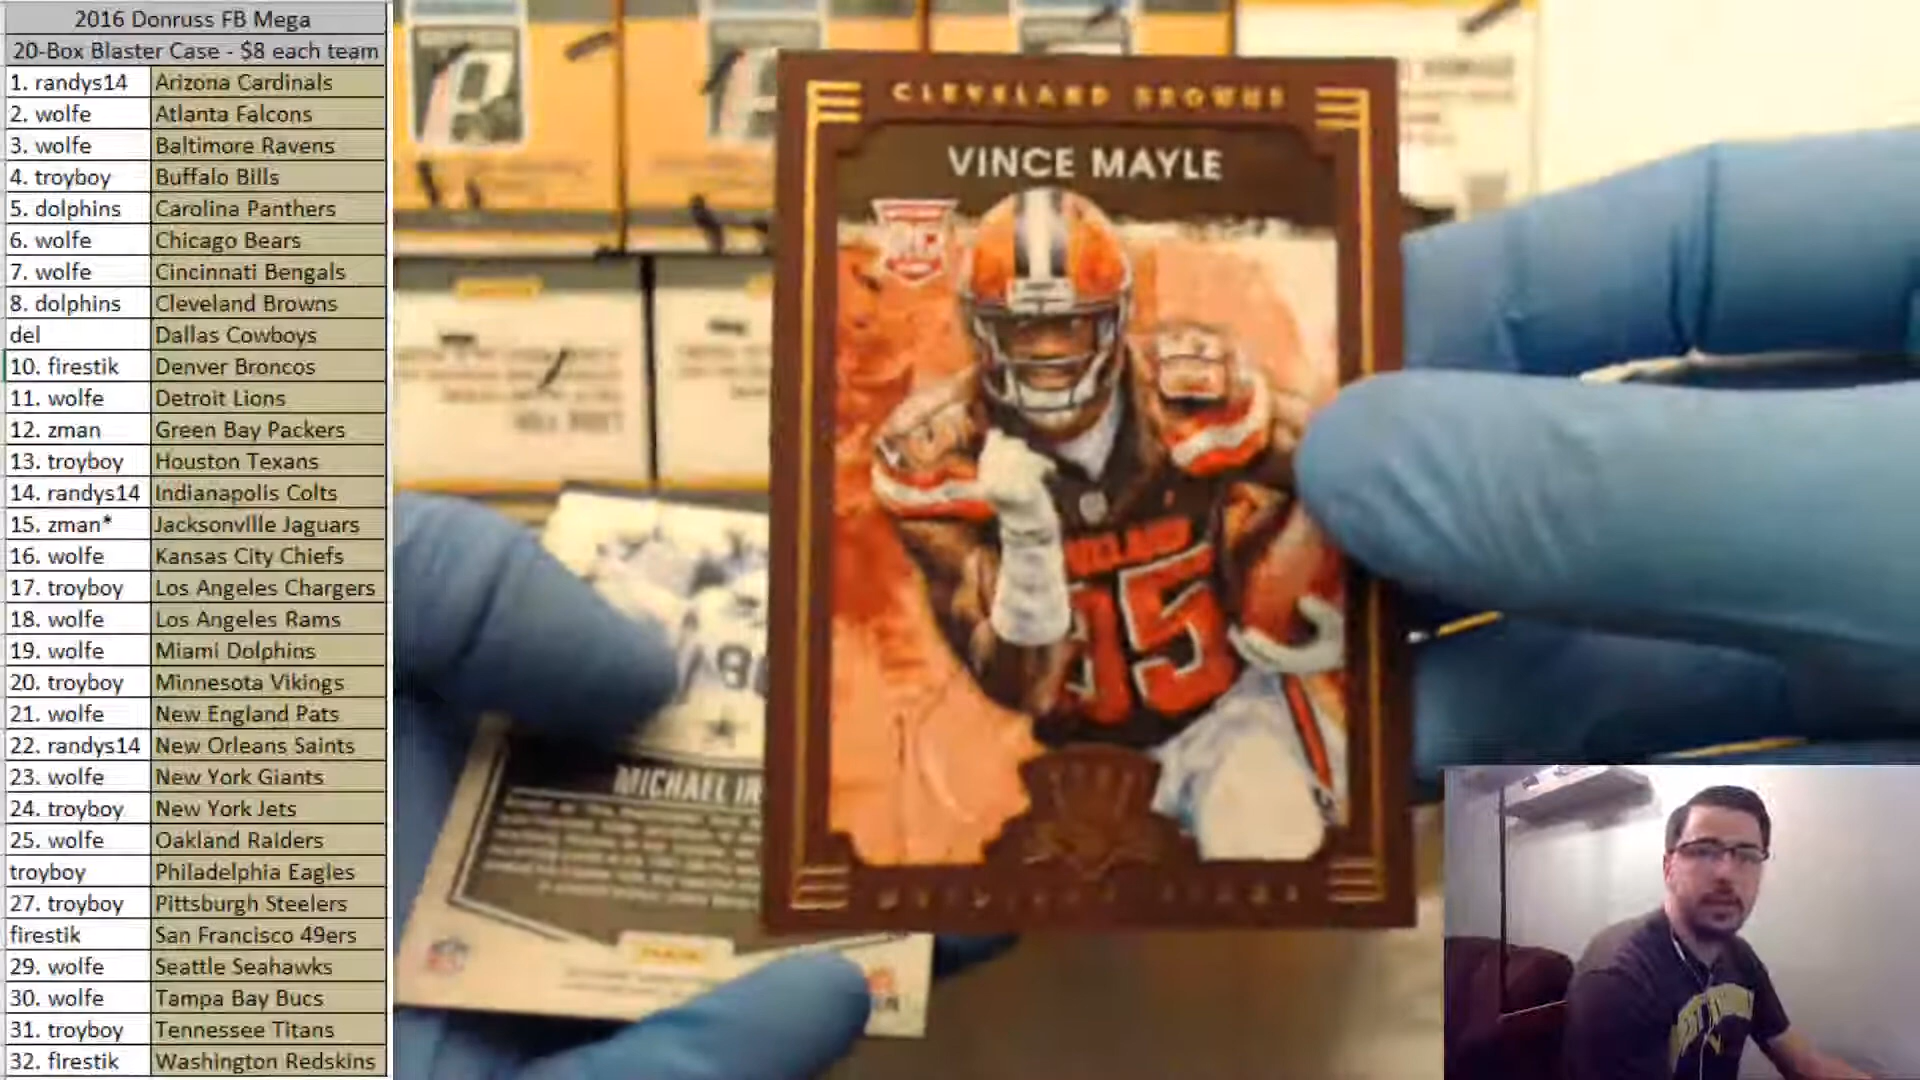 2016 Donruss FB Mega
20-Box Blaster Case - $8 each team
1. randys14 Arizona Cardinals
2. wolfe Atlanta Falcons
3. wolfe Baltimore Ravens
4. troyboy Buffalo Bills
5. dolphins Carolina Panthers
6. wolfe Chicago Bears
7. wolfe Cincinnati Bengals
8. dolphins Cleveland Browns
del Dallas Cowboys
10. firestik Denver Broncos
11. wolfe Detroit Lions
12. zman Green Bay Packers
13. troyboy Houston Texans
14. randys14 Indianapolis Colts
15. zman* Jacksonville Jaguars
16. wolfe Kansas City Chiefs
17. troyboy Los Angeles Chargers
18. wolfe Los Angeles Rams
19. wolfe Miami Dolphins
20. troyboy Minnesota Vikings
21. wolfe New England Pats
22. randys14 New Orleans Saints
23. wolfe New York Giants
24. troyboy New York Jets
25. wolfe Oakland Raiders
troyboy Philadelphia Eagles
27. troyboy Pittsburgh Steelers
firestik San Francisco 49ers
29. wolfe Seattle Seahawks
30. wolfe Tampa Bay Bucs
31. troyboy Tennessee Titans
32. firestik Washington Redskins
CLEVELAND BROWNS
VINCE MAYLE
MICHAEL